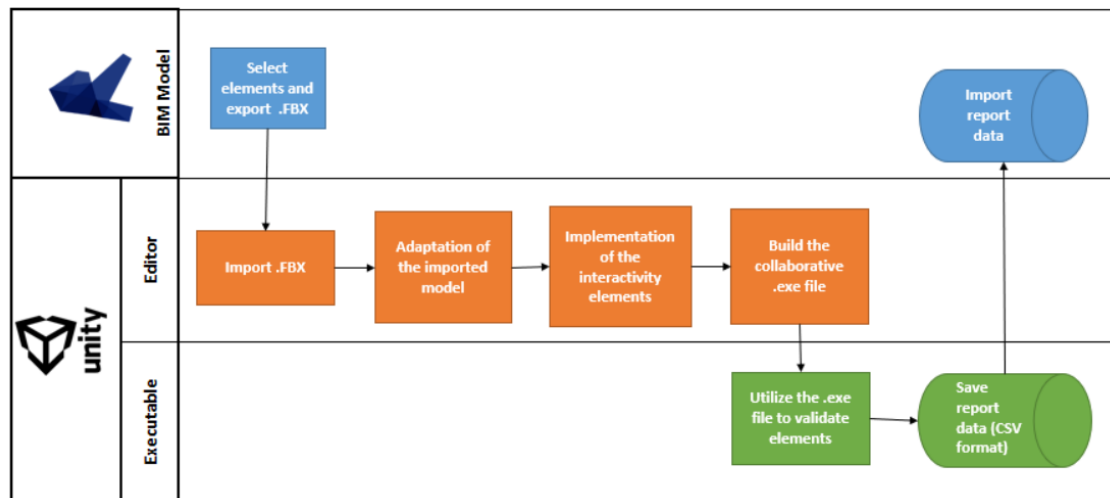 BIM Model
Select
elements and
export .FBX
Import
report
data
unity
Editor
Import .FBX
Adaptation of
the imported
model
Implementation
of the
interactivity
elements
Build the
collaborative
.exe file
Executable
Utilize the .exe
file to validate
elements
Save
report
data (CSV
format)